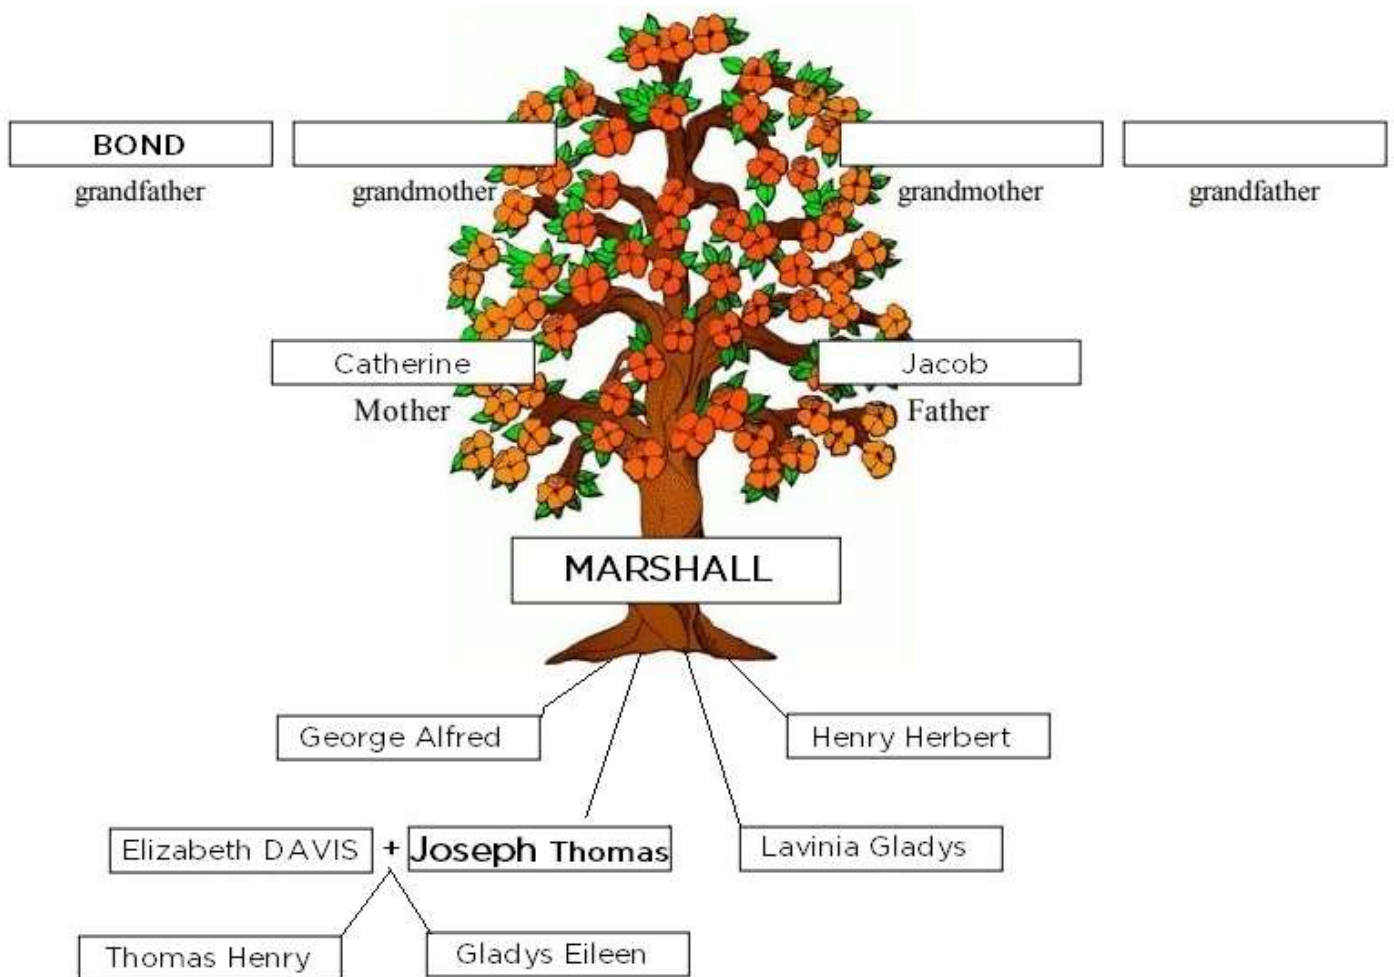 BOND
grandfather
grandmother
grandmother
grandfather
Catherine
Mother
Jacob
Father
MARSHALL
George Alfred
Henry Herbert
Elizabeth DAVIS + Joseph Thomas
Lavinia Gladys
Thomas Henry
Gladys Eileen